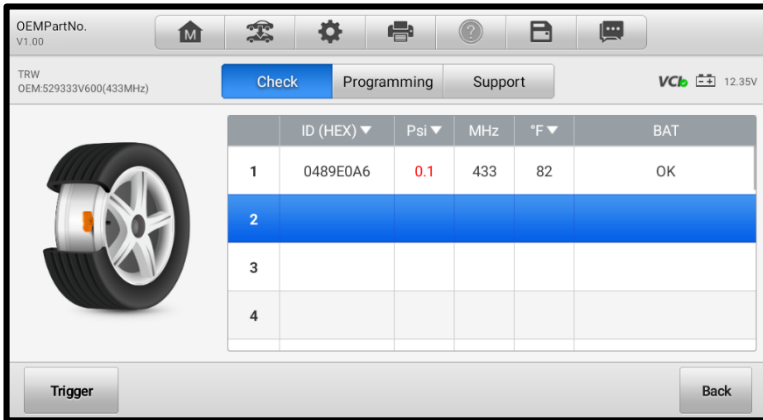 OEMPartNo.
V1.00
M
TRW
OEM:529333V600(433MHz)
Check Programming Support
VCI 12.35V
ID (HEX) ▼ Psi ▼ MHz °F ▼ BAT
1 0489E0A6 0.1 433 82 OK
2
3
4
Trigger Back